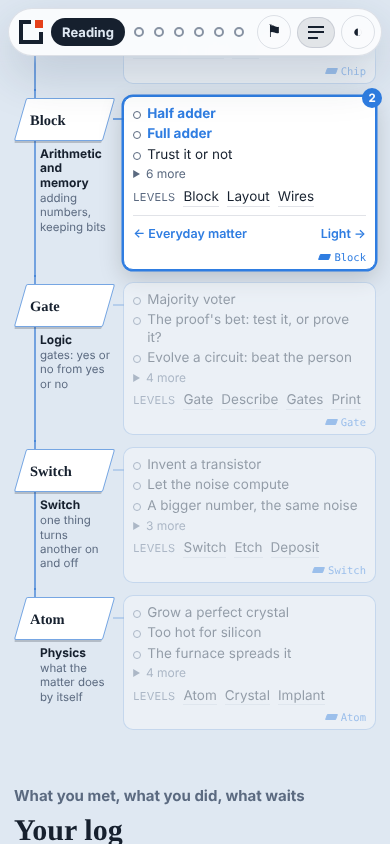 Reading
Chip
Block
2
Half adder
Full adder
Trust it or not
6 more
LEVELS Block Layout Wires
← Everyday matter Light →
Block
Arithmetic
and
memory
adding
numbers,
keeping bits
Gate
Majority voter
The proof's bet: test it, or prove
it?
Evolve a circuit: beat the person
4 more
LEVELS Gate Describe Gates Print
Gate
Logic
gates: yes or
no from yes
or no
Switch
Invent a transistor
Let the noise compute
A bigger number, the same noise
3 more
LEVELS Switch Etch Deposit
Switch
Switch
one thing
turns
another on
and off
Atom
Grow a perfect crystal
Too hot for silicon
The furnace spreads it
4 more
LEVELS Atom Crystal Implant
Atom
Physics
what the
matter does
by itself
What you met, what you did, what waits
Your log